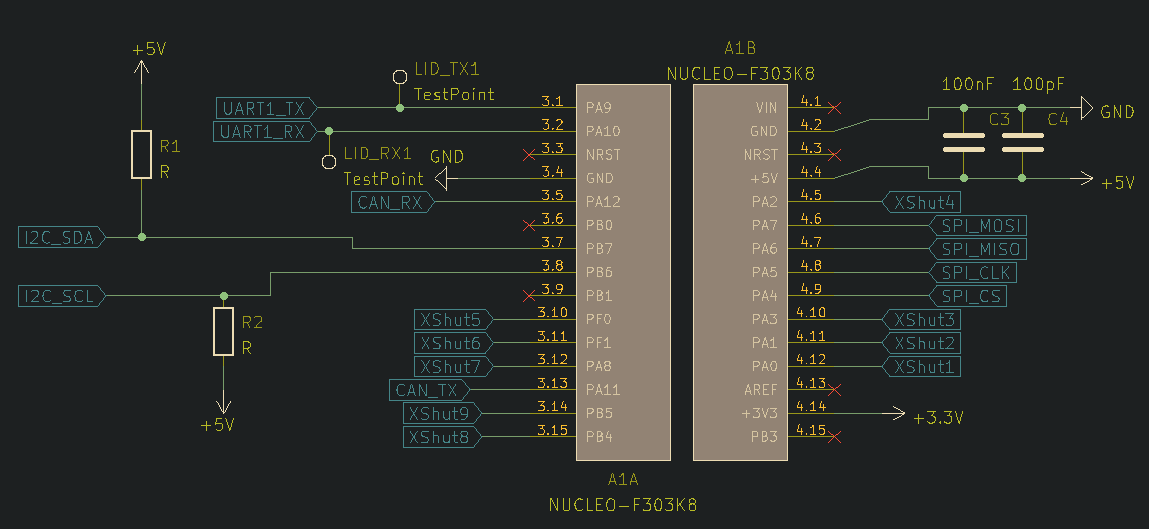 +5V
R1
R
I2C_SDA
I2C_SCL
R2
R
+5V
LID_TX1
TestPoint
UART1_TX
UART1_RX
LID_RX1
TestPoint
GND
CAN_RX
XShut5
XShut6
XShut7
CAN_TX
XShut9
XShut8
3.1 PA9
3.2 PA10
3.3 NRST
3.4 GND
3.5 PA12
3.6 PB0
3.7 PB7
3.8 PB6
3.9 PB1
3.10 PF0
3.11 PF1
3.12 PA8
3.13 PA11
3.14 PB5
3.15 PB4
A1A
NUCLEO-F303K8
A1B
NUCLEO-F303K8
VIN 4.1
GND 4.2
NRST 4.3
+5V 4.4
PA2 4.5 XShut4
PA7 4.6 SPI_MOSI
PA6 4.7 SPI_MISO
PA5 4.8 SPI_CLK
PA4 4.9 SPI_CS
PA3 4.10 XShut3
PA1 4.11 XShut2
PA0 4.12 XShut1
AREF 4.13
+3V3 4.14 +3.3V
PB3 4.15
100nF 100pF
C3 C4
GND
+5V